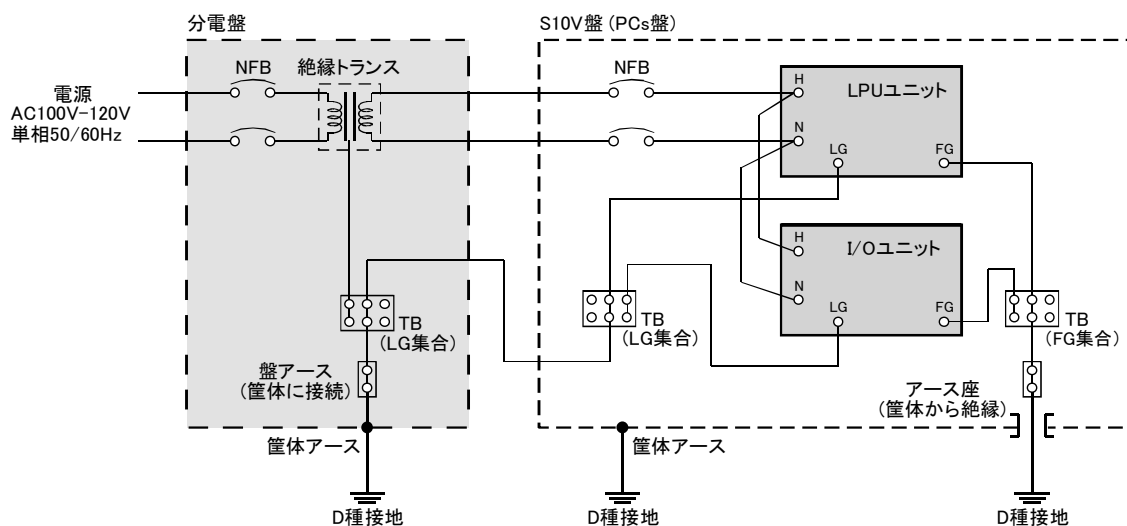 分電盤
S10V盤(PCs盤)
NFB
絶縁トランス
NFB
電源
AC100V-120V
単相50/60Hz
H
LPUユニット
N
LG
FG
H
I/Oユニット
N
LG
FG
TB
(LG集合)
TB
(LG集合)
TB
(FG集合)
盤アース
(筐体に接続)
アース座
(筐体から絶縁)
筐体アース
筐体アース
D種接地
D種接地
D種接地